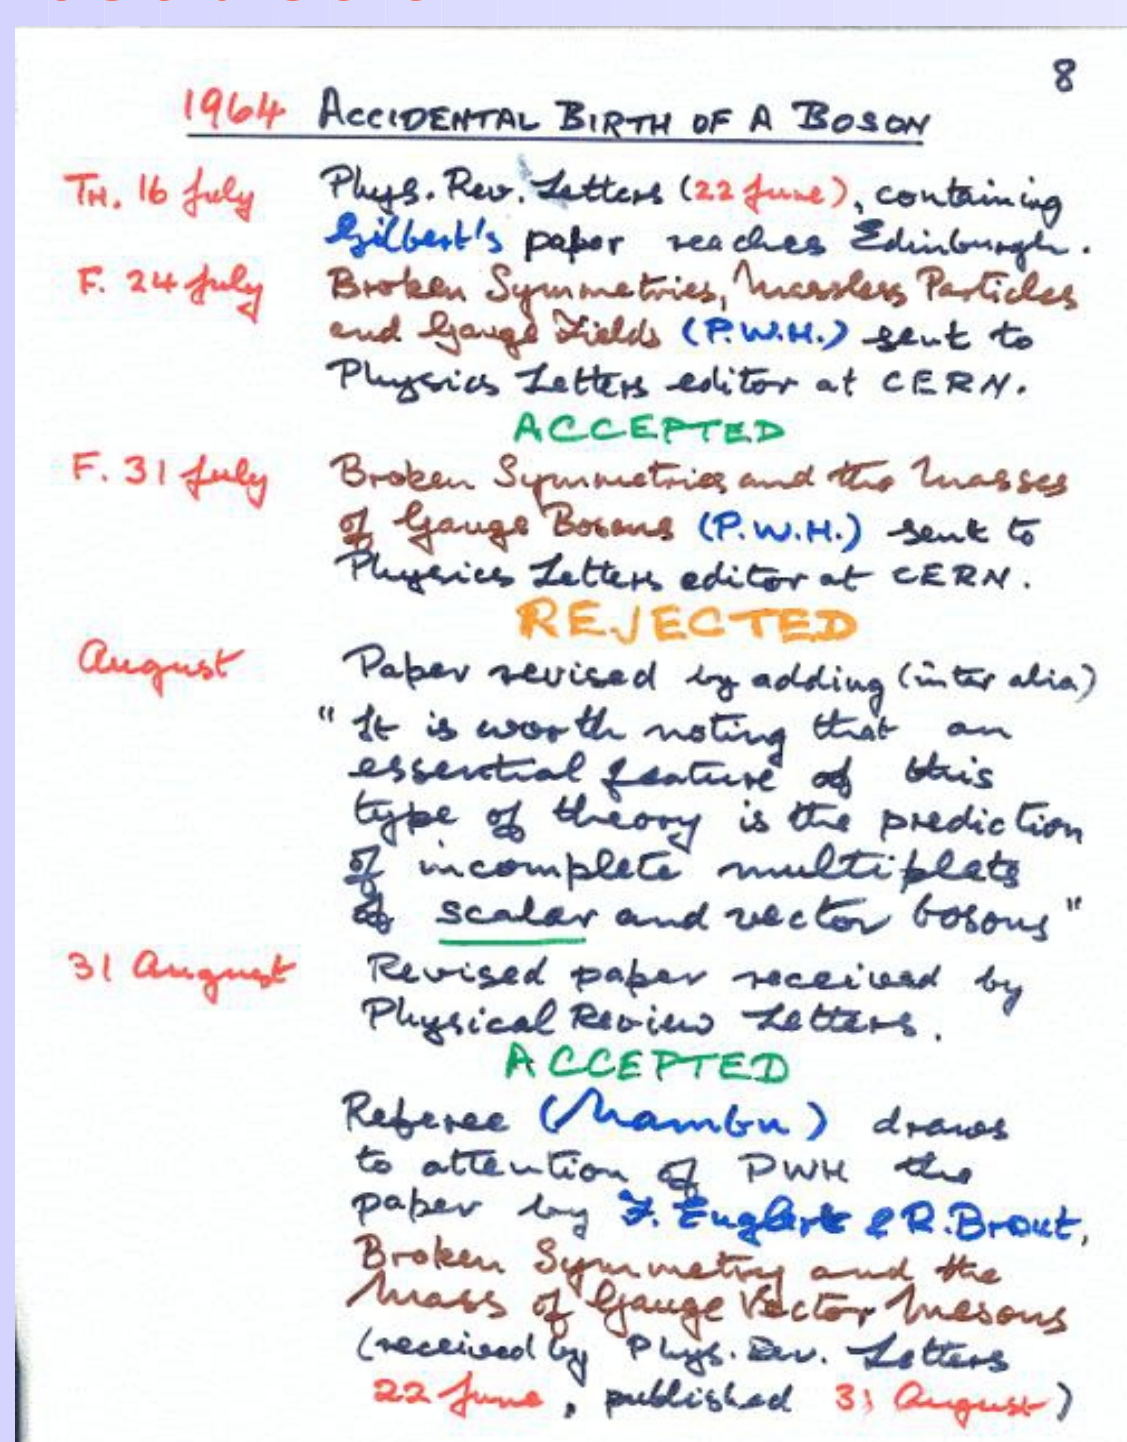 8
1964 ACCIDENTAL BIRTH OF A BOSON
TH. 16 July Phys. Rev. Letters (22 June), containing
Gilbert's paper reaches Edinburgh.
F. 24 July Broken Symmetries, Massless Particles
and Gauge Fields (P.W.H.) sent to
Physics Letters editor at CERN.
ACCEPTED
F. 31 July Broken Symmetries and the Masses
of Gauge Bosons (P.W.H.) sent to
Physics Letters editor at CERN.
REJECTED
August Paper revised by adding (inter alia)
"It is worth noting that an
essential feature of this
type of theory is the prediction
of incomplete multiplets
of scalar and vector bosons"
31 August Revised paper received by
Physical Review Letters.
ACCEPTED
Referee (Nambu) draws
to attention of PWH the
paper by F. Englert & R. Brout,
Broken Symmetry and the
Mass of Gauge Vector Mesons
(received by Phys. Rev. Letters
22 June, published 31 August)